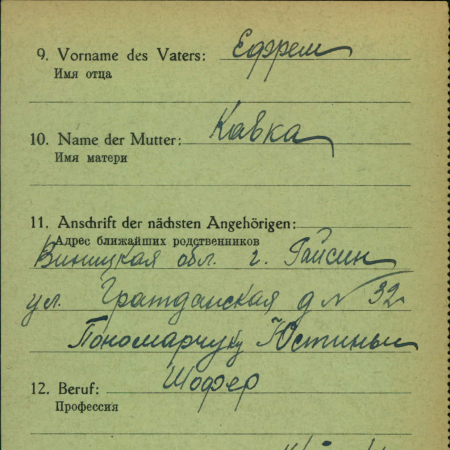 9. Vorname des Vaters: Ефрем
Имя отца
10. Name der Mutter: Кавка
Имя матери
11. Anschrift der nächsten Angehörigen:
Адрес ближайших родственников
Виницкая обл. г. Гайсин
ул. Гражданская д № 32
Пономарчуку Юстины
12. Beruf: Шофер
Профессия